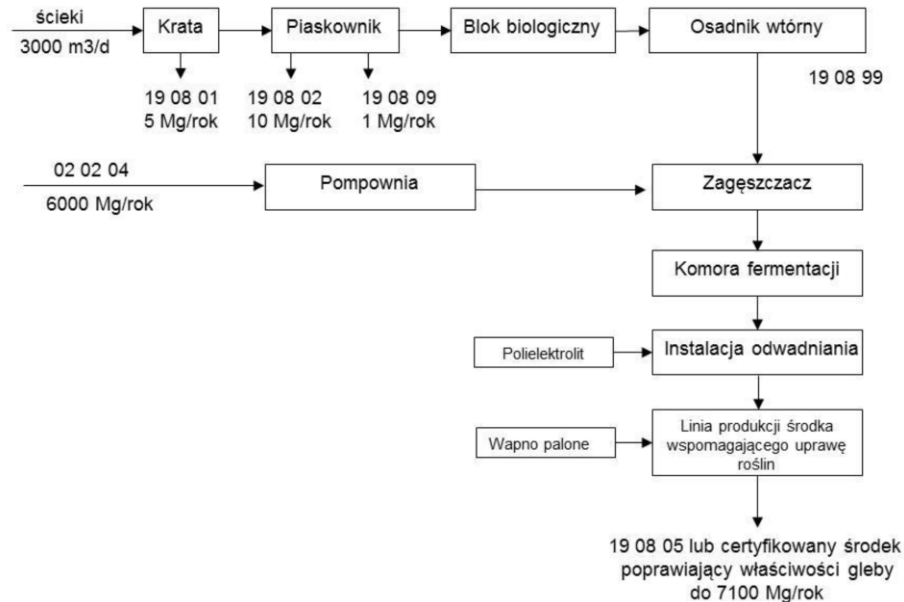 ścieki
3000 m3/d
Krata
Piaskownik
Blok biologiczny
Osadnik wtórny
19 08 01
5 Mg/rok
19 08 02
10 Mg/rok
19 08 09
1 Mg/rok
19 08 99
02 02 04
6000 Mg/rok
Pompownia
Zagęszczacz
Komora fermentacji
Polielektrolit
Instalacja odwadniania
Wapno palone
Linia produkcji środka
wspomagającego uprawę
roślin
19 08 05 lub certyfikowany środek
poprawiający właściwości gleby
do 7100 Mg/rok